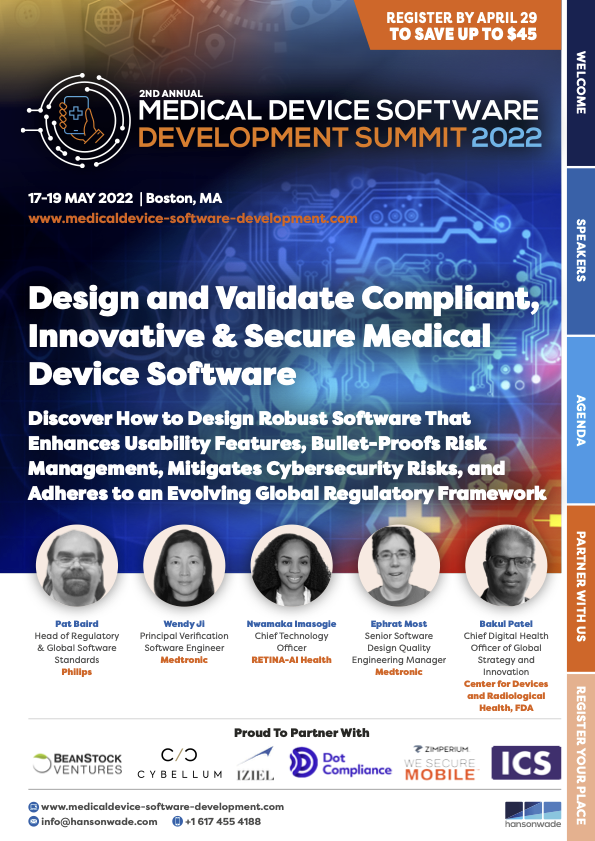 REGISTER BY APRIL 29
TO SAVE UP TO $45
2ND ANNUAL
MEDICAL DEVICE SOFTWARE
DEVELOPMENT SUMMIT 2022
17-19 MAY 2022 | Boston, MA
www.medicaldevice-software-development.com
Design and Validate Compliant,
Innovative & Secure Medical
Device Software
Discover How to Design Robust Software That
Enhances Usability Features, Bullet-Proofs Risk
Management, Mitigates Cybersecurity Risks, and
Adheres to an Evolving Global Regulatory Framework
Pat Baird
Head of Regulatory
& Global Software
Standards
Philips
Wendy Ji
Principal Verification
Software Engineer
Medtronic
Nwamaka Imasogie
Chief Technology
Officer
RETINA-AI Health
Ephrat Most
Senior Software
Design Quality
Engineering Manager
Medtronic
Bakul Patel
Chief Digital Health
Officer of Global
Strategy and
Innovation
Center for Devices
and Radiological
Health, FDA
Proud To Partner With
BEANSTOCK
VENTURES
C/Ɔ
CYBELLUM
IZIEL
Dot
Compliance
ZIMPERIUM
WE SECURE
MOBILE
ICS
www.medicaldevice-software-development.com
info@hansonwade.com
+1 617 455 4188
hansonwade
WELCOME
SPEAKERS
AGENDA
PARTNER WITH US
REGISTER YOUR PLACE